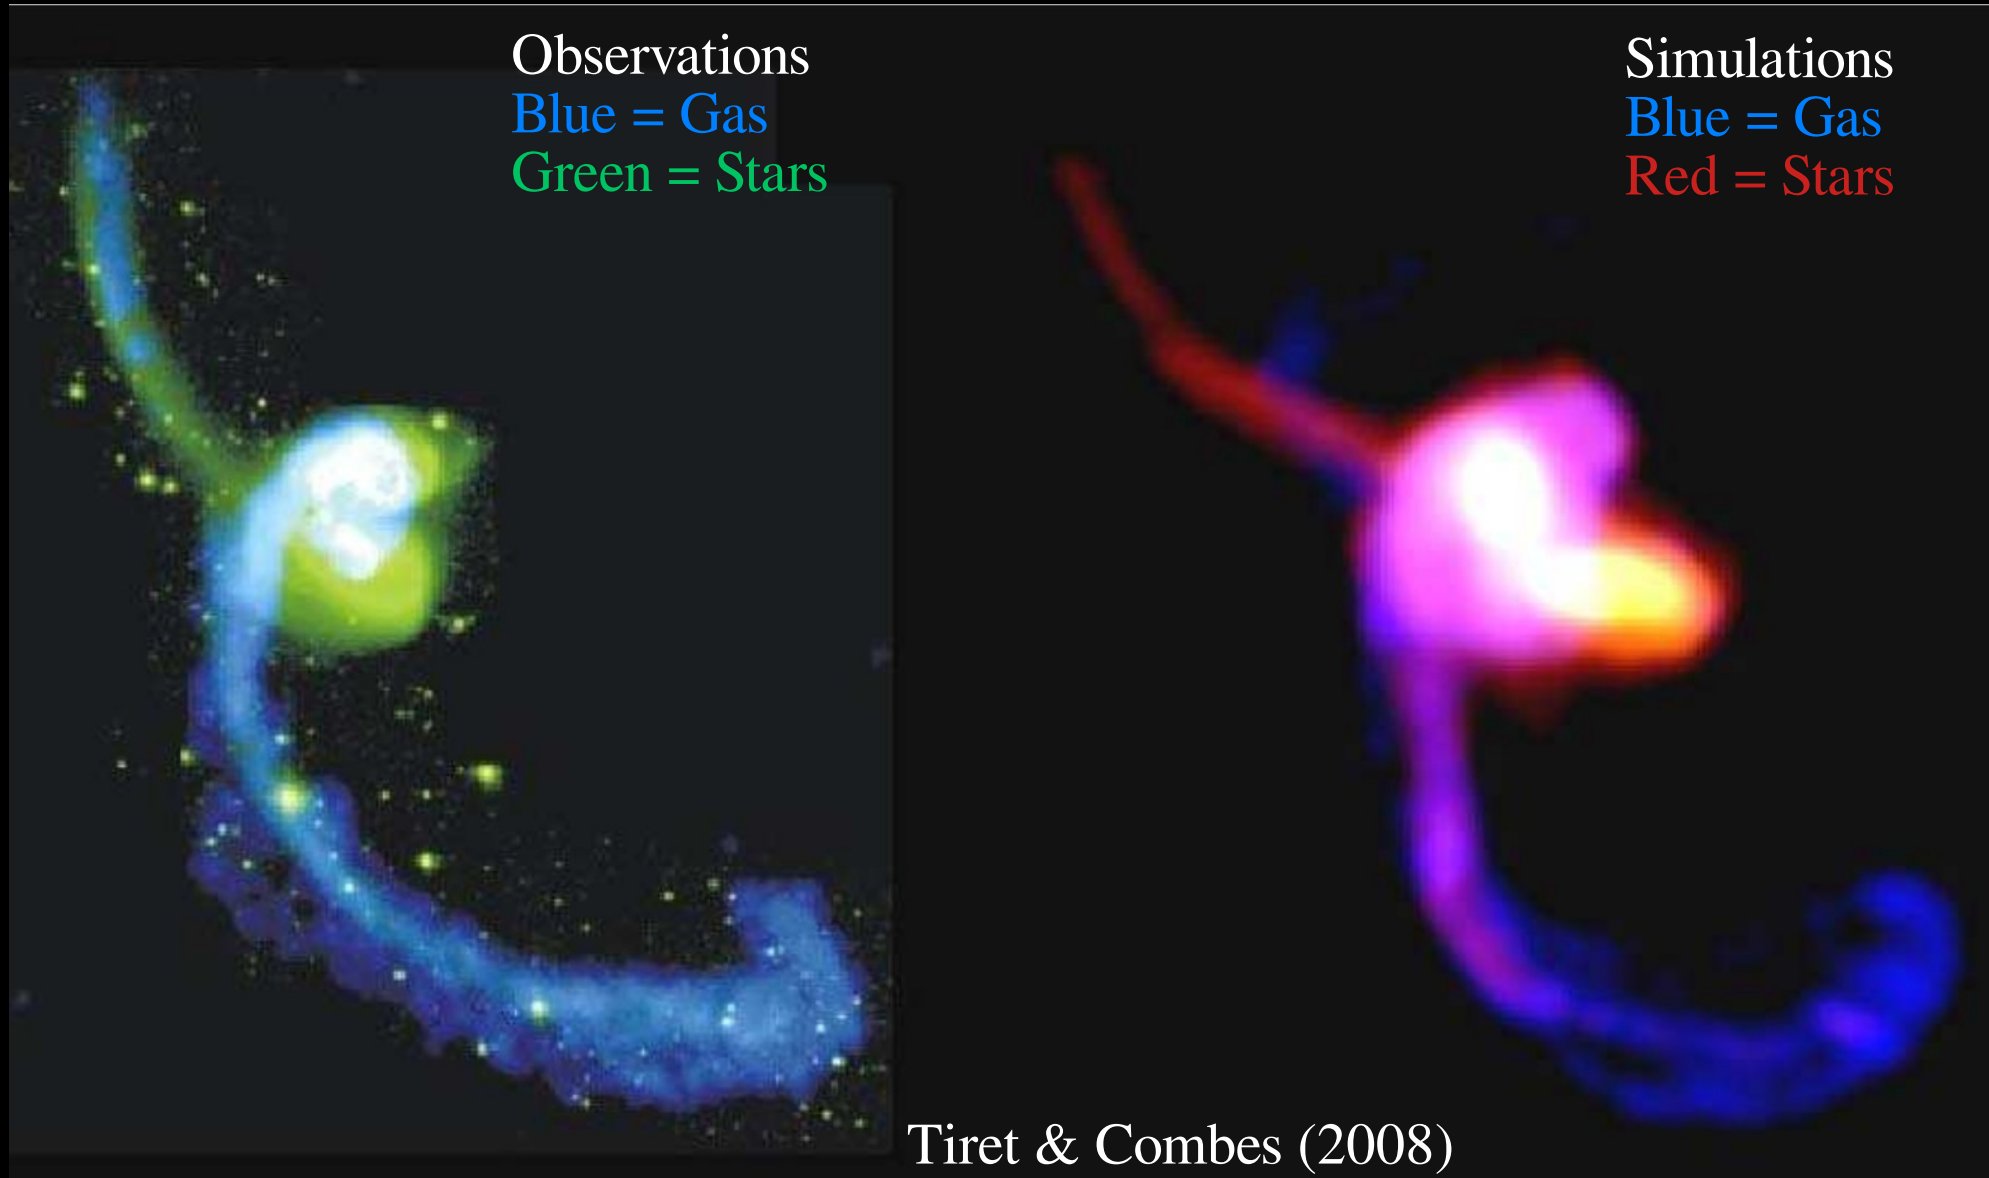 Observations
Blue = Gas
Green = Stars
Simulations
Blue = Gas
Red = Stars
Tiret & Combes (2008)